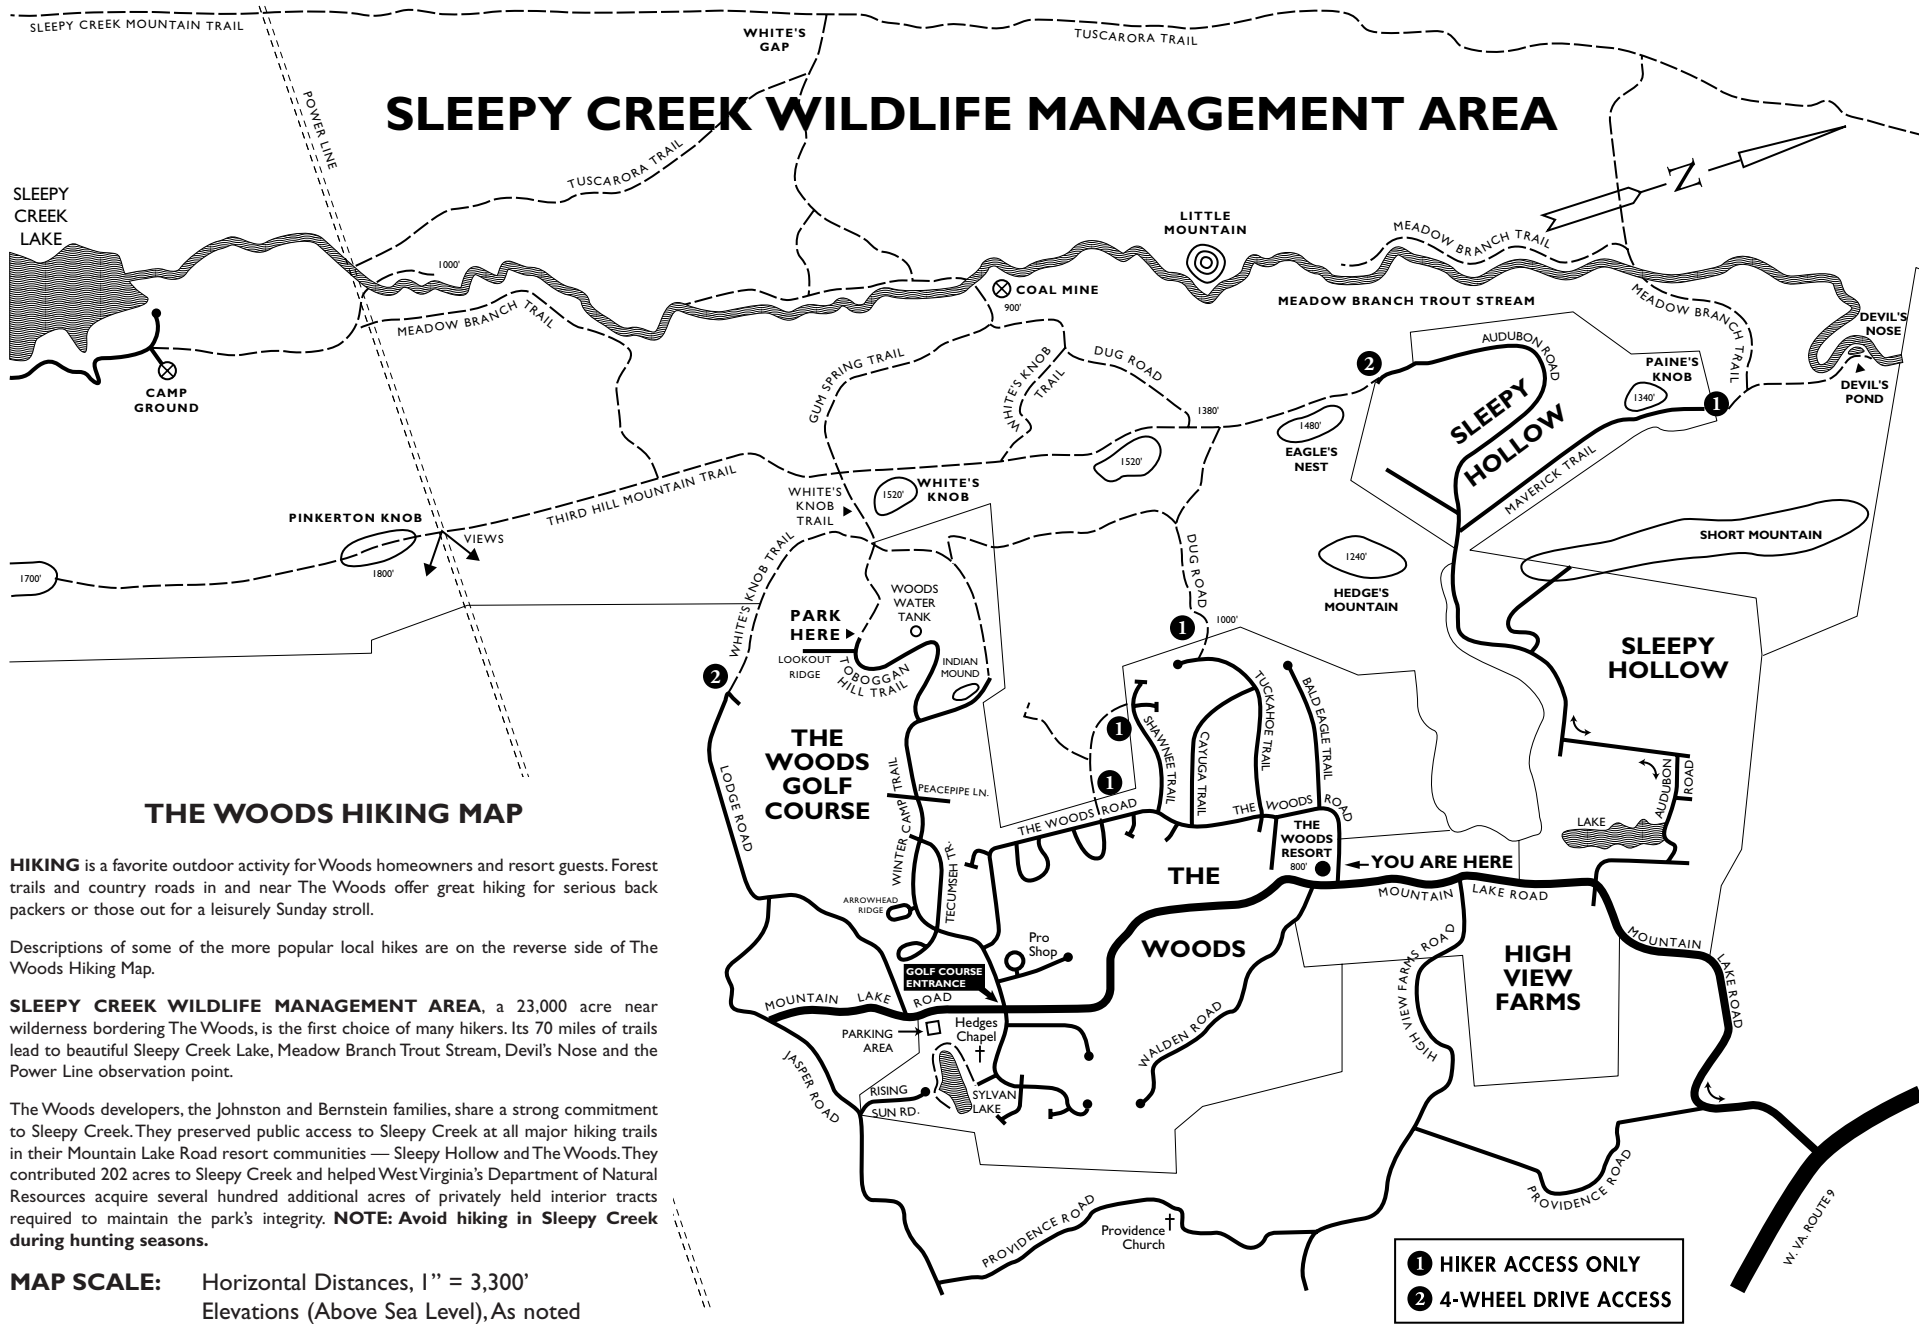 SLEEPY CREEK MOUNTAIN TRAIL
WHITE'S
GAP
TUSCARORA TRAIL
POWER LINE
SLEEPY CREEK WILDLIFE MANAGEMENT AREA
TUSCARORA TRAIL
N
SLEEPY
CREEK
LAKE
LITTLE
MOUNTAIN
MEADOW BRANCH TRAIL
1000'
COAL MINE
900'
MEADOW BRANCH TROUT STREAM
MEADOW BRANCH TRAIL
MEADOW BRANCH TRAIL
DEVIL'S
NOSE
DEVIL'S
POND
CAMP
GROUND
GUM SPRING TRAIL
WHITE'S KNOB
TRAIL
DUG ROAD
2
AUDUBON ROAD
PAINE'S
KNOB
1340'
1
1380'
1480'
EAGLE'S
NEST
SLEEPY
HOLLOW
MAVERICK TRAIL
1520'
THIRD HILL MOUNTAIN TRAIL
WHITE'S
KNOB
TRAIL
1520'
WHITE'S
KNOB
PINKERTON KNOB
VIEWS
1800'
1700'
WHITE'S KNOB TRAIL
DUG ROAD
1240'
HEDGE'S
MOUNTAIN
SHORT MOUNTAIN
WOODS
WATER
TANK
PARK
HERE
LOOKOUT
RIDGE
TOBOGGAN
HILL TRAIL
INDIAN
MOUND
1
1000'
SLEEPY
HOLLOW
2
THE
WOODS
GOLF
COURSE
LODGE ROAD
WINTER CAMP TRAIL
PEACEPIPE LN.
1
1
SHAWNEE TRAIL
CAYUGA TRAIL
TUCKAHOE TRAIL
BALD EAGLE TRAIL
AUDUBON
ROAD
LAKE
THE WOODS ROAD
THE WOODS ROAD
THE
WOODS
RESORT
800'
YOU ARE HERE
TECUMSEH TR.
ARROWHEAD
RIDGE
THE
WOODS
MOUNTAIN LAKE ROAD
HIGH VIEW FARMS ROAD
HIGH
VIEW
FARMS
MOUNTAIN
LAKE ROAD
Pro
Shop
GOLF COURSE
ENTRANCE
MOUNTAIN LAKE ROAD
PARKING
AREA
Hedges
Chapel
WALDEN ROAD
JASPER ROAD
RISING
SUN RD.
SYLVAN
LAKE
PROVIDENCE ROAD
Providence
Church
PROVIDENCE ROAD
W. VA. ROUTE 9
THE WOODS HIKING MAP
HIKING is a favorite outdoor activity for Woods homeowners and resort guests. Forest
trails and country roads in and near The Woods offer great hiking for serious back
packers or those out for a leisurely Sunday stroll.
Descriptions of some of the more popular local hikes are on the reverse side of The
Woods Hiking Map.
SLEEPY CREEK WILDLIFE MANAGEMENT AREA, a 23,000 acre near
wilderness bordering The Woods, is the first choice of many hikers. Its 70 miles of trails
lead to beautiful Sleepy Creek Lake, Meadow Branch Trout Stream, Devil's Nose and the
Power Line observation point.
The Woods developers, the Johnston and Bernstein families, share a strong commitment
to Sleepy Creek. They preserved public access to Sleepy Creek at all major hiking trails
in their Mountain Lake Road resort communities — Sleepy Hollow and The Woods. They
contributed 202 acres to Sleepy Creek and helped West Virginia's Department of Natural
Resources acquire several hundred additional acres of privately held interior tracts
required to maintain the park's integrity. NOTE: Avoid hiking in Sleepy Creek
during hunting seasons.
MAP SCALE: Horizontal Distances, 1" = 3,300'
Elevations (Above Sea Level), As noted
1 HIKER ACCESS ONLY
2 4-WHEEL DRIVE ACCESS